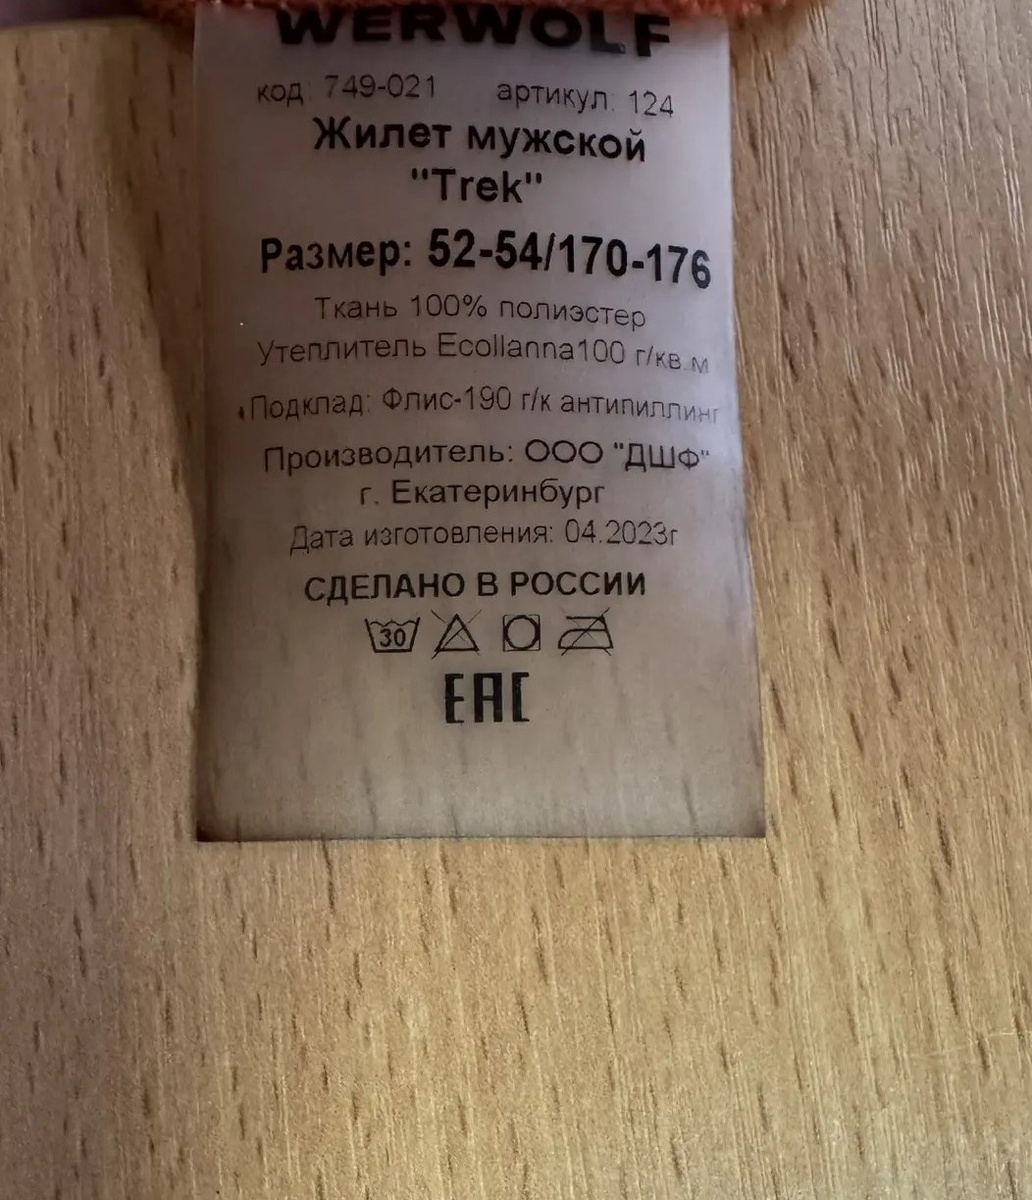 WERWOLF
код: 749-021 артикул: 124
Жилет мужской
"Trek"
Размер: 52-54/170-176
Ткань 100% полиэстер
Утеплитель Ecollanna100 г/кв.м
Подклад: Флис-190 г/к антипиллинг
Производитель: ООО "ДШФ"
г. Екатеринбург
Дата изготовления: 04.2023г
СДЕЛАНО В РОССИИ
30
EAC